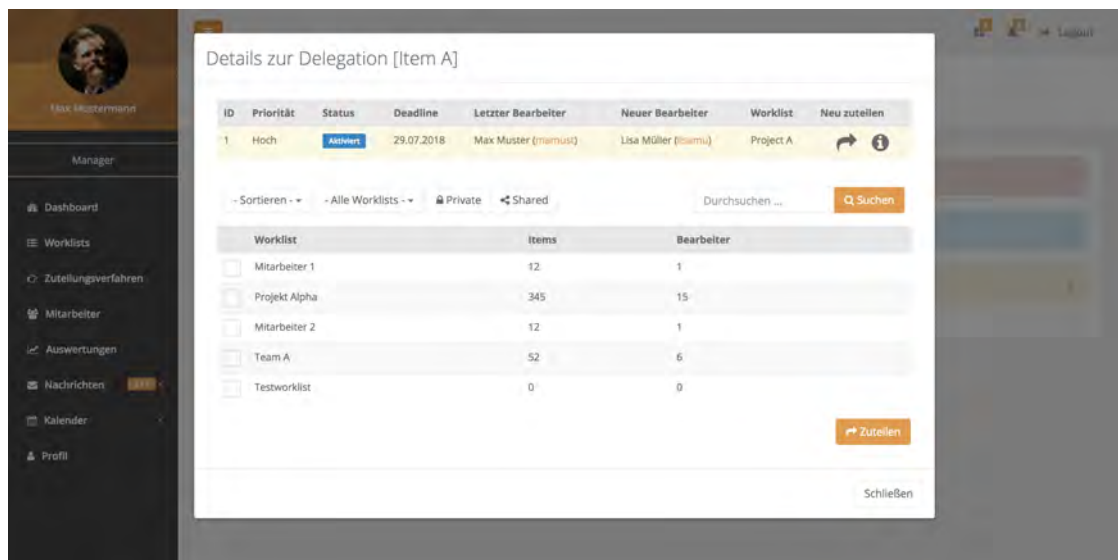 Logout
Details zur Delegation [Item A]
Max Mustermann
ID Priorität Status Deadline Letzter Bearbeiter Neuer Bearbeiter Worklist Neu zuteilen
1 Hoch Aktiviert 29.07.2018 Max Muster (mamust) Lisa Müller Project A
Manager
Dashboard
- Sortieren - - Alle Worklists - Private Shared Durchsuchen ... Suchen
Worklists
Worklist Items Bearbeiter
Mitarbeiter 1 12 1
Zuteilungsverfahren
Projekt Alpha 345 15
Mitarbeiter
Mitarbeiter 2 12 1
Auswertungen
Team A 52 6
Nachrichten
Testworklist 0 0
Kalender
Zuteilen
Profil
Schließen